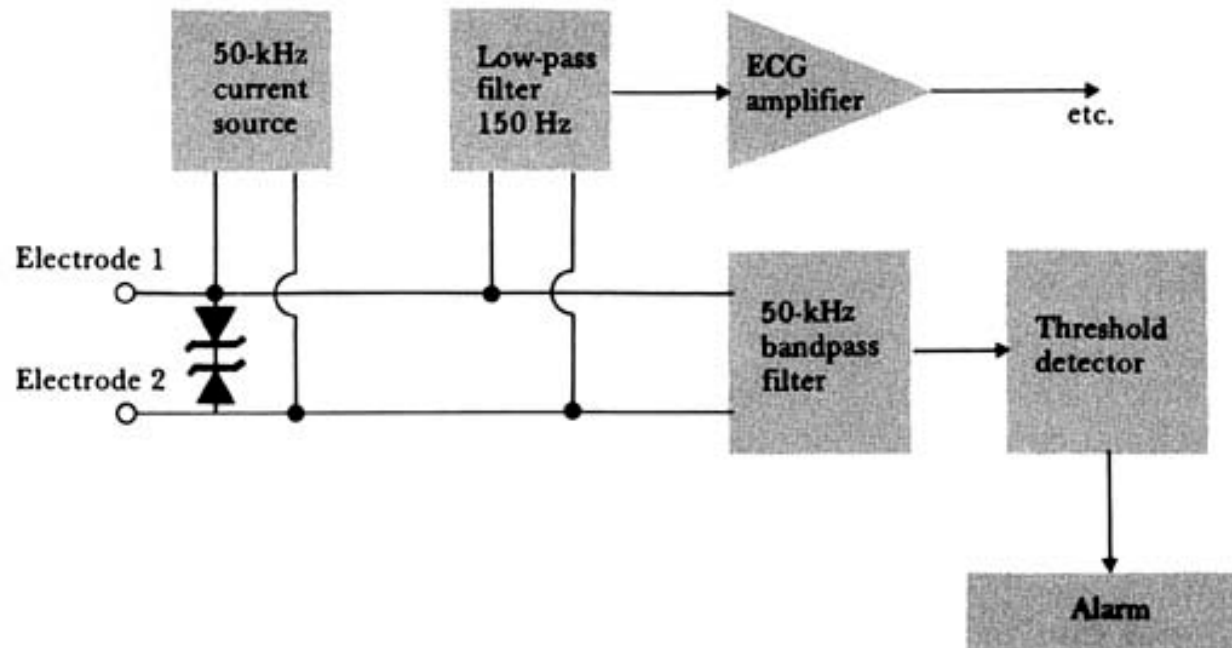 50-kHz
current
source
Low-pass
filter
150 Hz
ECG
amplifier
etc.
Electrode 1
Electrode 2
50-kHz
bandpass
filter
Threshold
detector
Alarm